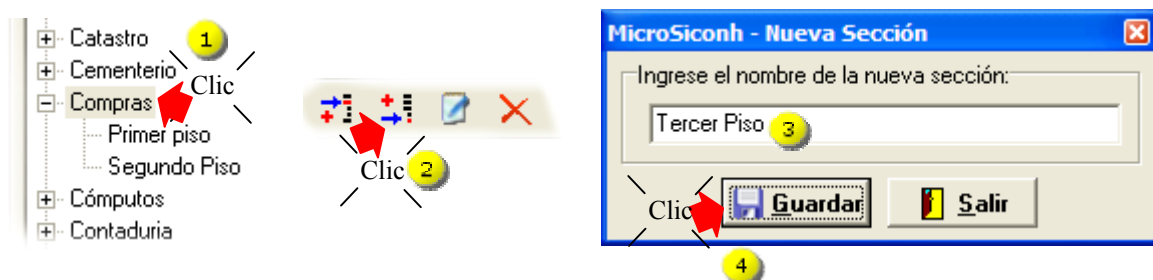 Catastro
1
Cementerio
Clic
Compras
Primer piso
Segundo Piso
Cómputos
Contaduria
Clic
2
MicroSiconh - Nueva Sección
Ingrese el nombre de la nueva sección:
Tercer Piso
3
Clic
Guardar
Salir
4